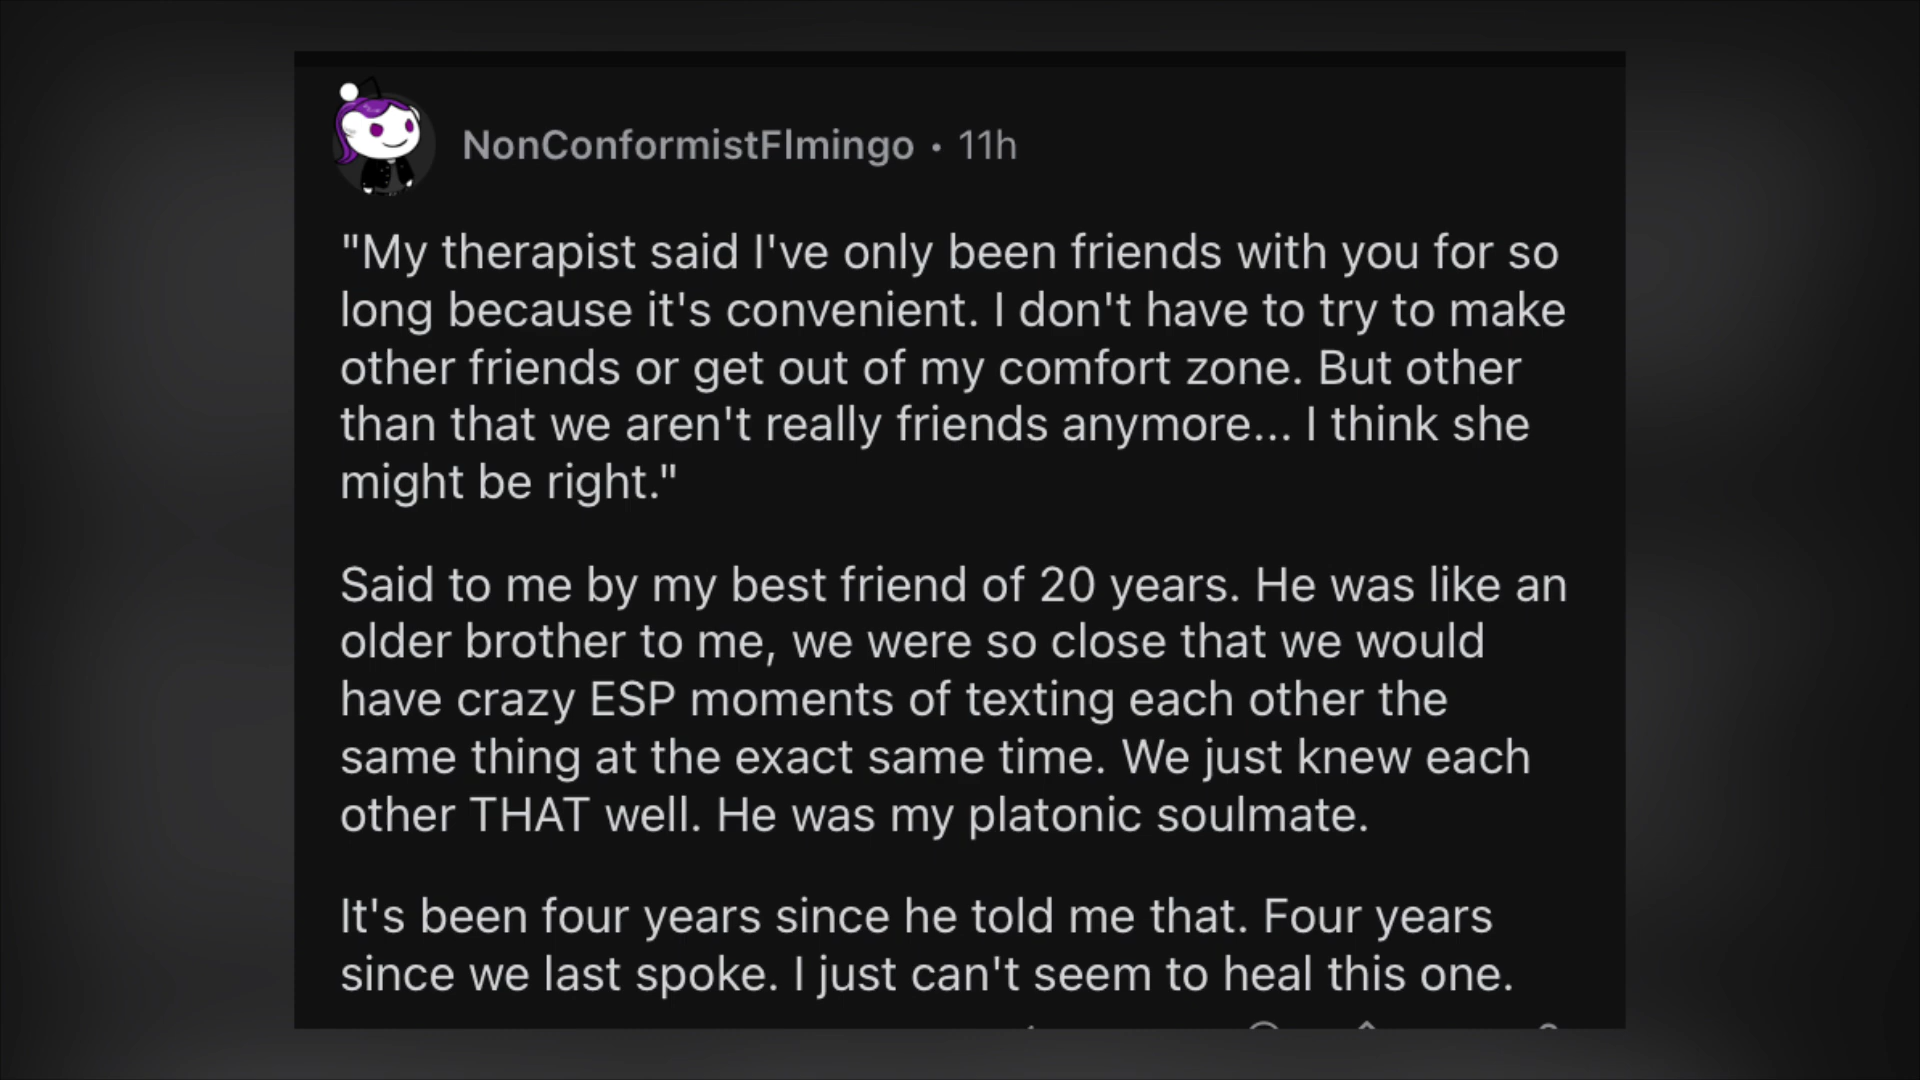 NonConformistFlmingo • 11h
"My therapist said I've only been friends with you for so
long because it's convenient. I don't have to try to make
other friends or get out of my comfort zone. But other
than that we aren't really friends anymore... I think she
might be right."
Said to me by my best friend of 20 years. He was like an
older brother to me, we were so close that we would
have crazy ESP moments of texting each other the
same thing at the exact same time. We just knew each
other THAT well. He was my platonic soulmate.
It's been four years since he told me that. Four years
since we last spoke. I just can't seem to heal this one.